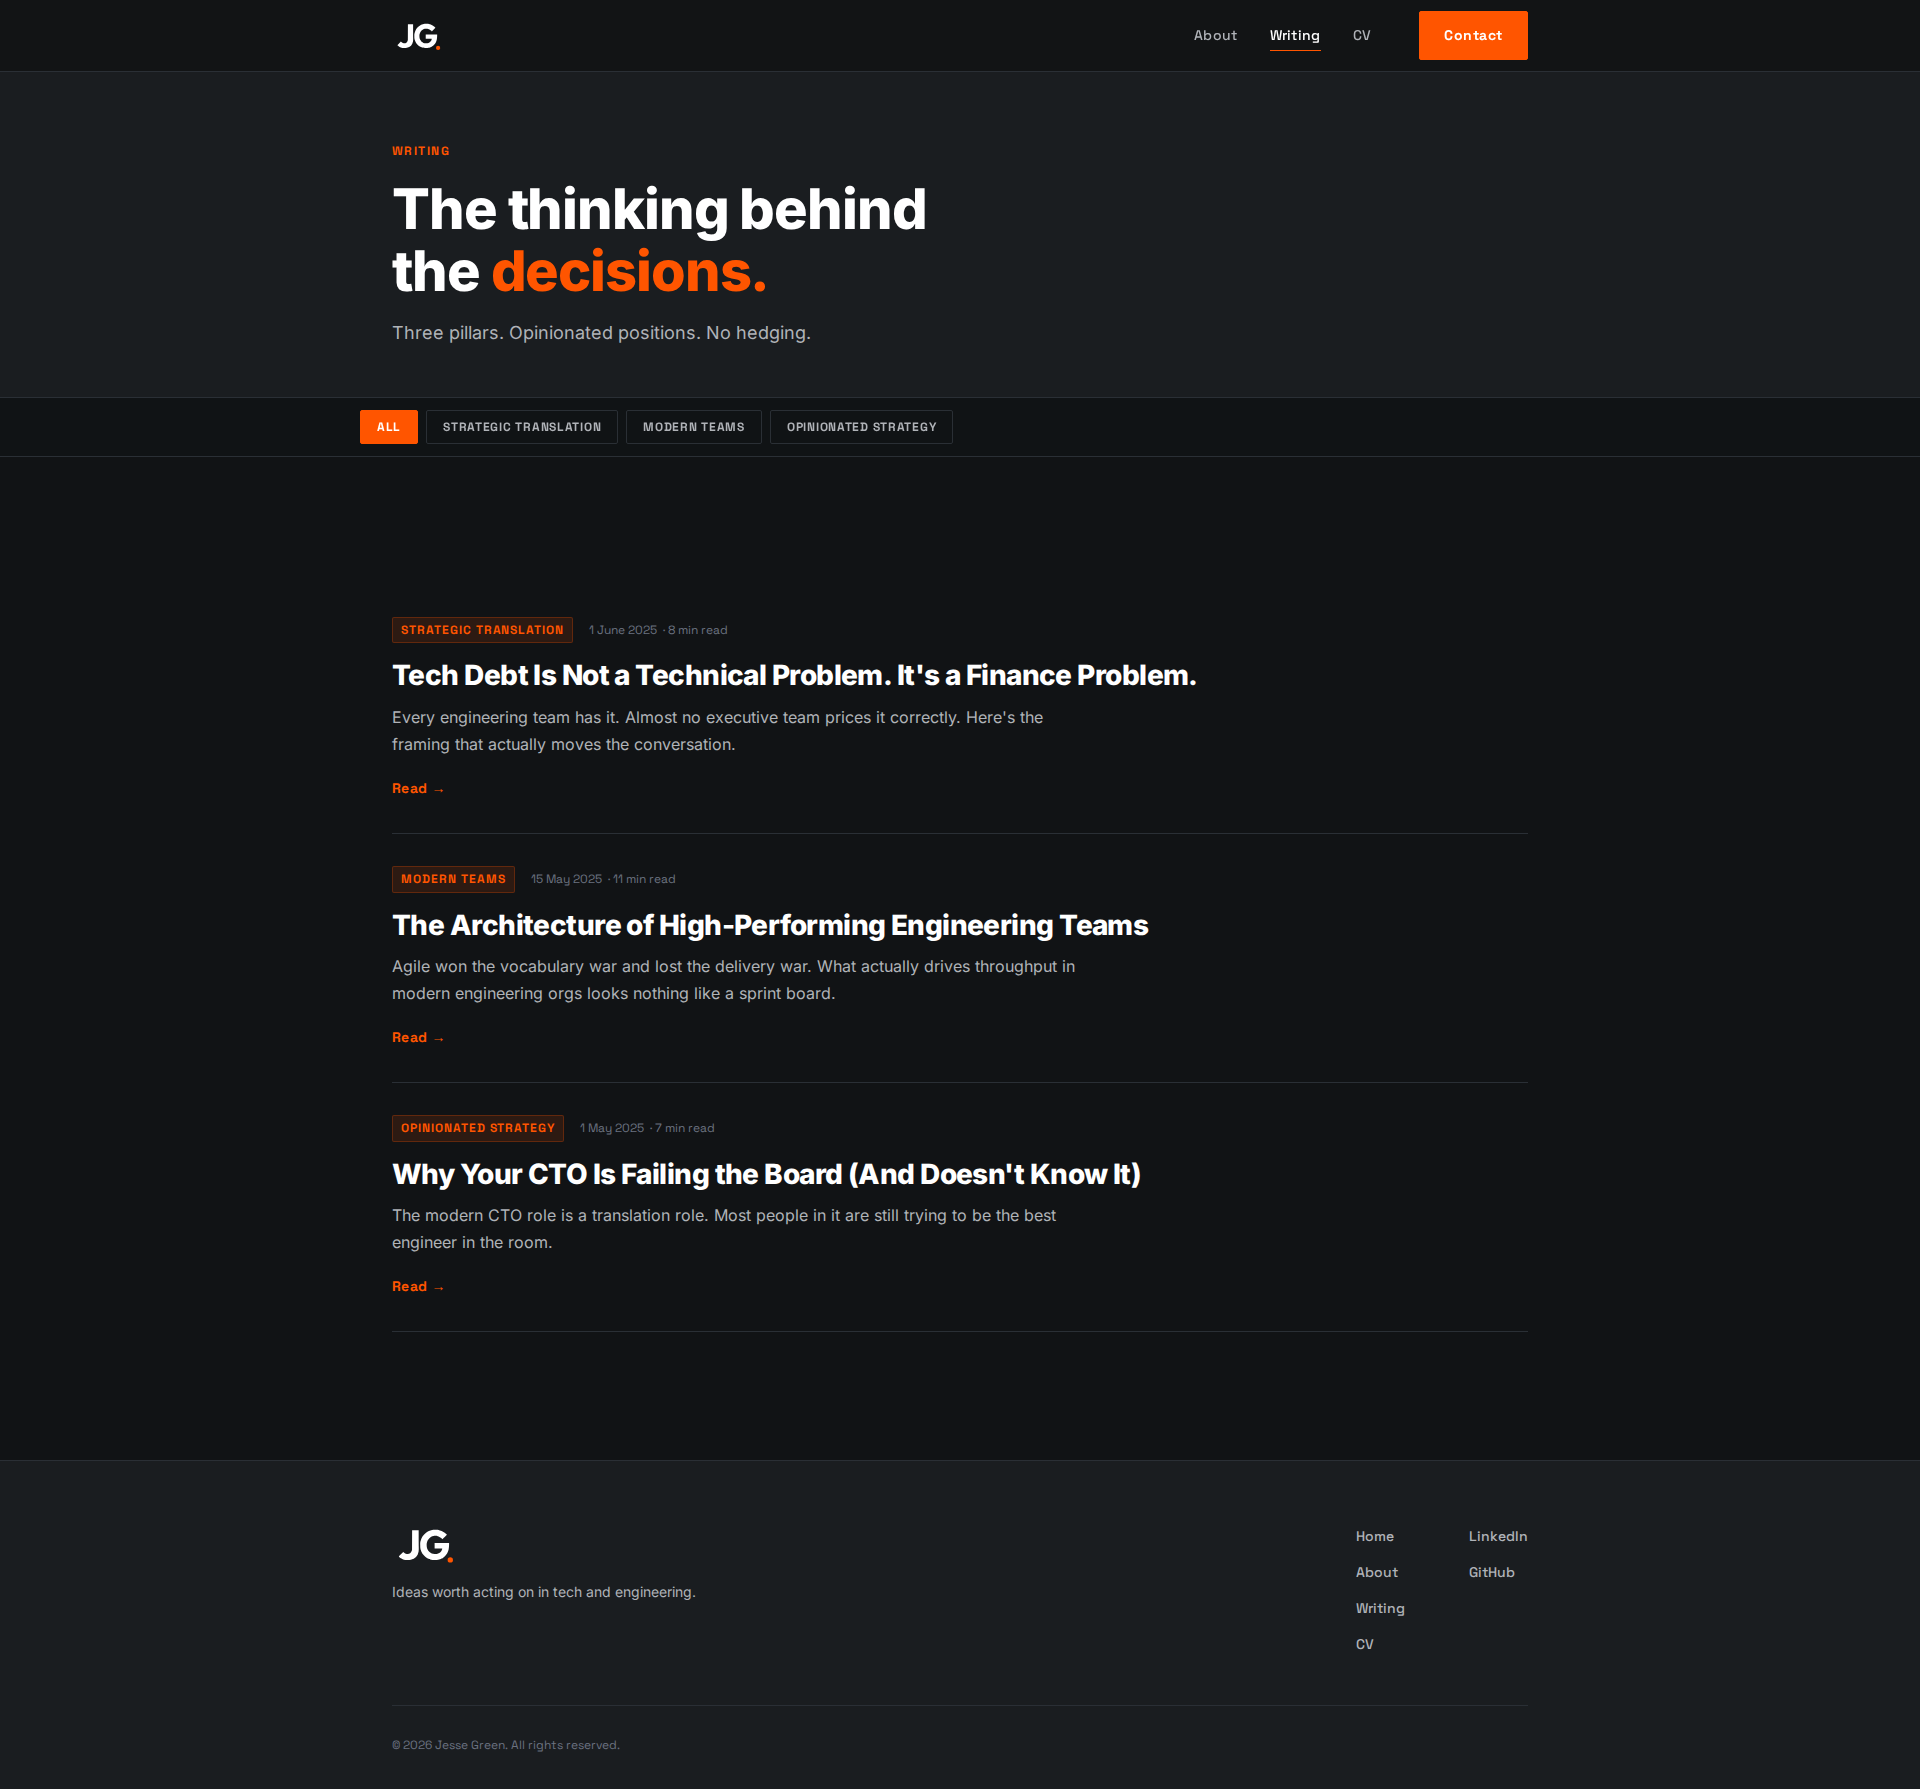 JG.
About Writing CV Contact
WRITING
The thinking behind
the decisions.
Three pillars. Opinionated positions. No hedging.
ALL STRATEGIC TRANSLATION MODERN TEAMS OPINIONATED STRATEGY
STRATEGIC TRANSLATION 1 June 2025 · 8 min read
Tech Debt Is Not a Technical Problem. It's a Finance Problem.
Every engineering team has it. Almost no executive team prices it correctly. Here's the
framing that actually moves the conversation.
Read →
MODERN TEAMS 15 May 2025 · 11 min read
The Architecture of High-Performing Engineering Teams
Agile won the vocabulary war and lost the delivery war. What actually drives throughput in
modern engineering orgs looks nothing like a sprint board.
Read →
OPINIONATED STRATEGY 1 May 2025 · 7 min read
Why Your CTO Is Failing the Board (And Doesn't Know It)
The modern CTO role is a translation role. Most people in it are still trying to be the best
engineer in the room.
Read →
JG.
Ideas worth acting on in tech and engineering.
Home LinkedIn
About GitHub
Writing
CV
© 2026 Jesse Green. All rights reserved.